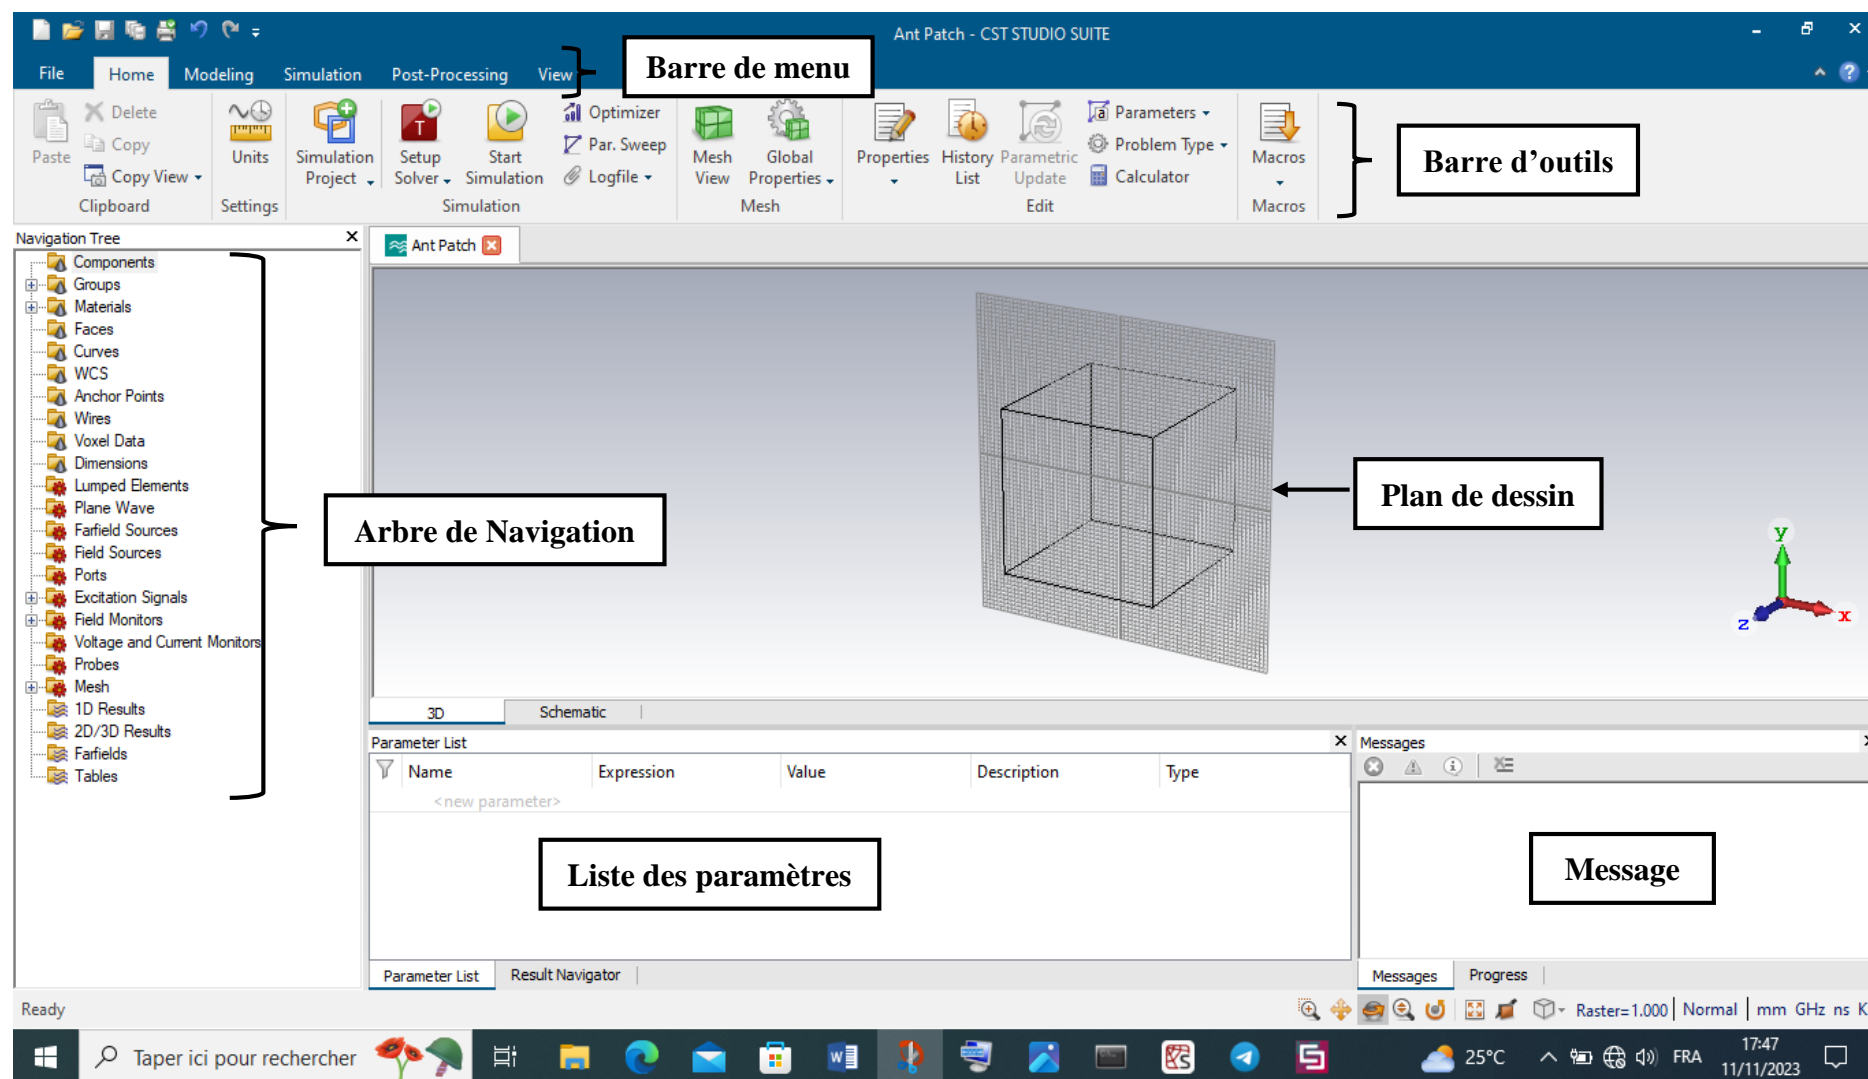 Ant Patch - CST STUDIO SUITE
File Home Modeling Simulation Post-Processing View
Barre de menu
Paste
Delete
Copy
Copy View
Clipboard
Units
Settings
Simulation Project
Setup Solver
Start Simulation
Optimizer
Par. Sweep
Logfile
Simulation
Mesh View
Global Properties
Mesh
Properties
History List
Parametric Update
Parameters
Problem Type
Calculator
Edit
Macros
Macros
Barre d’outils
Navigation Tree
Components
Groups
Materials
Faces
Curves
WCS
Anchor Points
Wires
Voxel Data
Dimensions
Lumped Elements
Plane Wave
Farfield Sources
Field Sources
Ports
Excitation Signals
Field Monitors
Voltage and Current Monitors
Probes
Mesh
1D Results
2D/3D Results
Farfields
Tables
Arbre de Navigation
Ant Patch
Plan de dessin
y
x
z
3D Schematic
Parameter List
Name Expression Value Description Type
<new parameter>
Liste des paramètres
Parameter List Result Navigator
Messages
Message
Messages Progress
Ready
Raster=1.000 Normal mm GHz ns K
Taper ici pour rechercher
25°C
FRA
17:47
11/11/2023